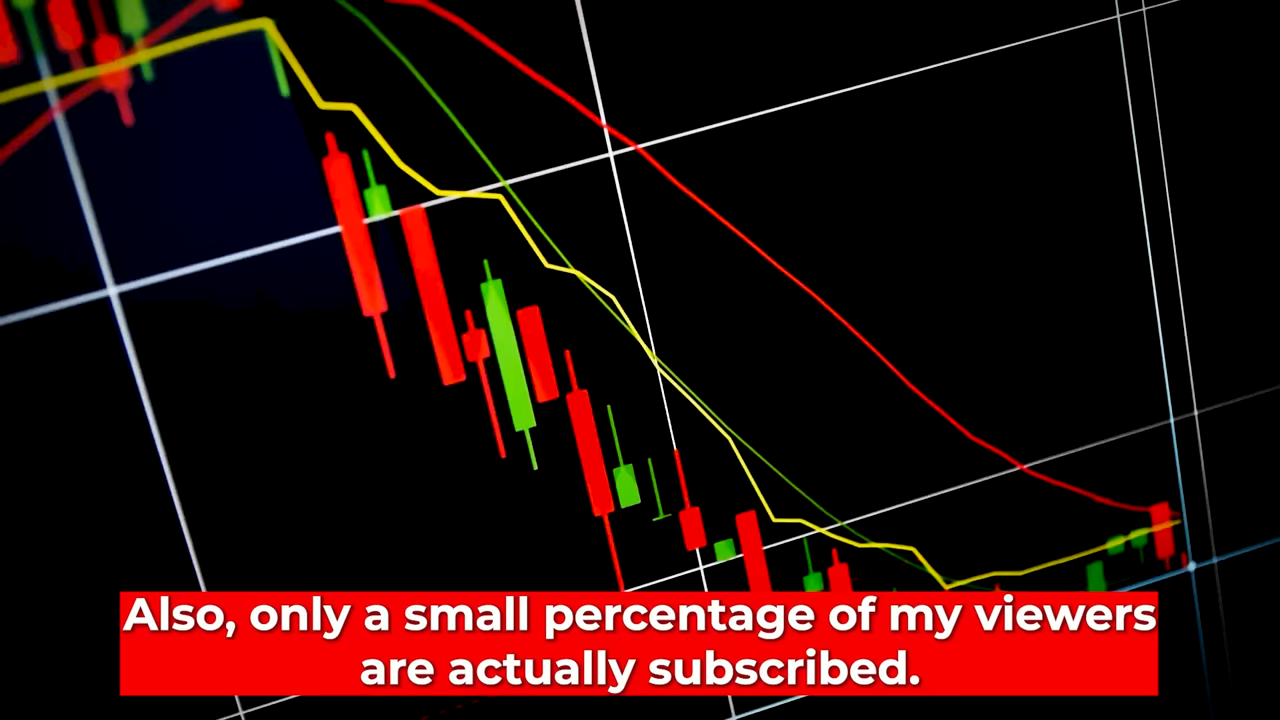 Also, only a small percentage of my viewers
are actually subscribed.